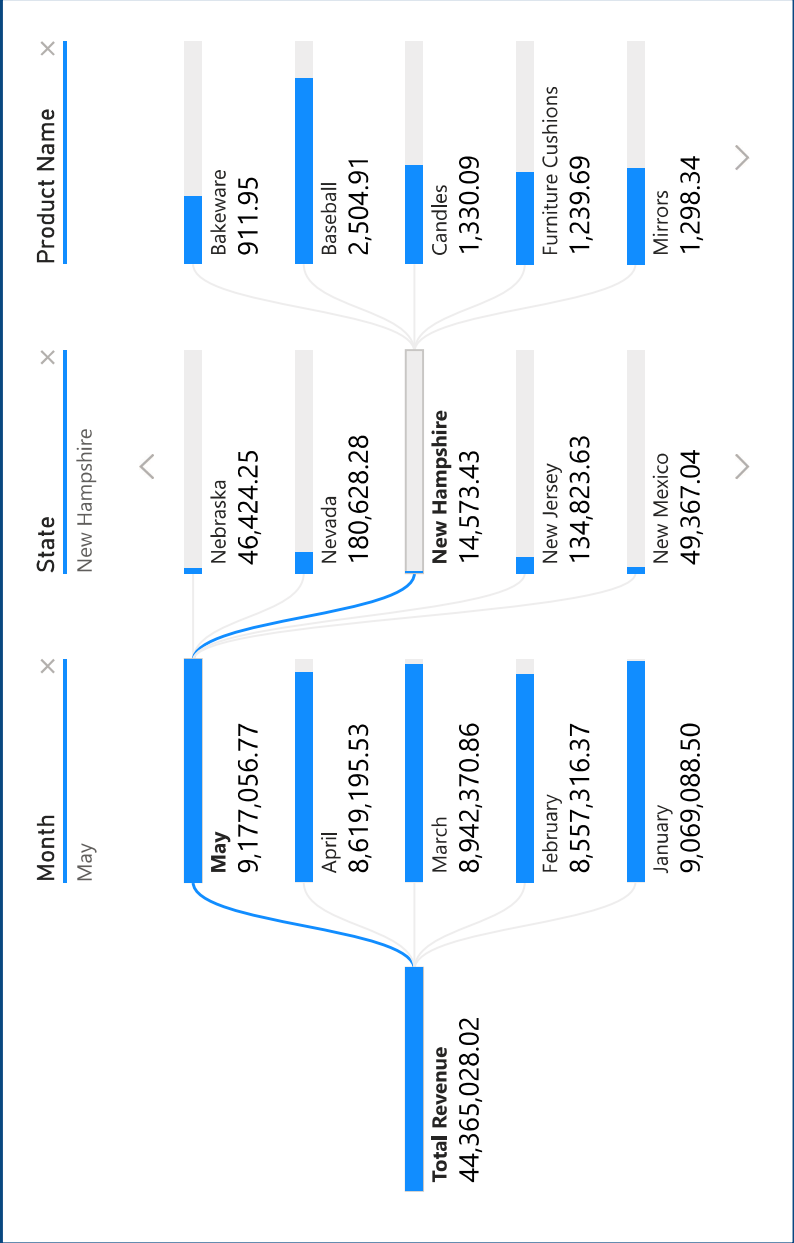 Total Revenue
44,365,028.02
Month
May
May
9,177,056.77
April
8,619,195.53
March
8,942,370.86
February
8,557,316.37
January
9,069,088.50
State
New Hampshire
Nebraska
46,424.25
Nevada
180,628.28
New Hampshire
14,573.43
New Jersey
134,823.63
New Mexico
49,367.04
Product Name
Bakeware
911.95
Baseball
2,504.91
Candles
1,330.09
Furniture Cushions
1,239.69
Mirrors
1,298.34